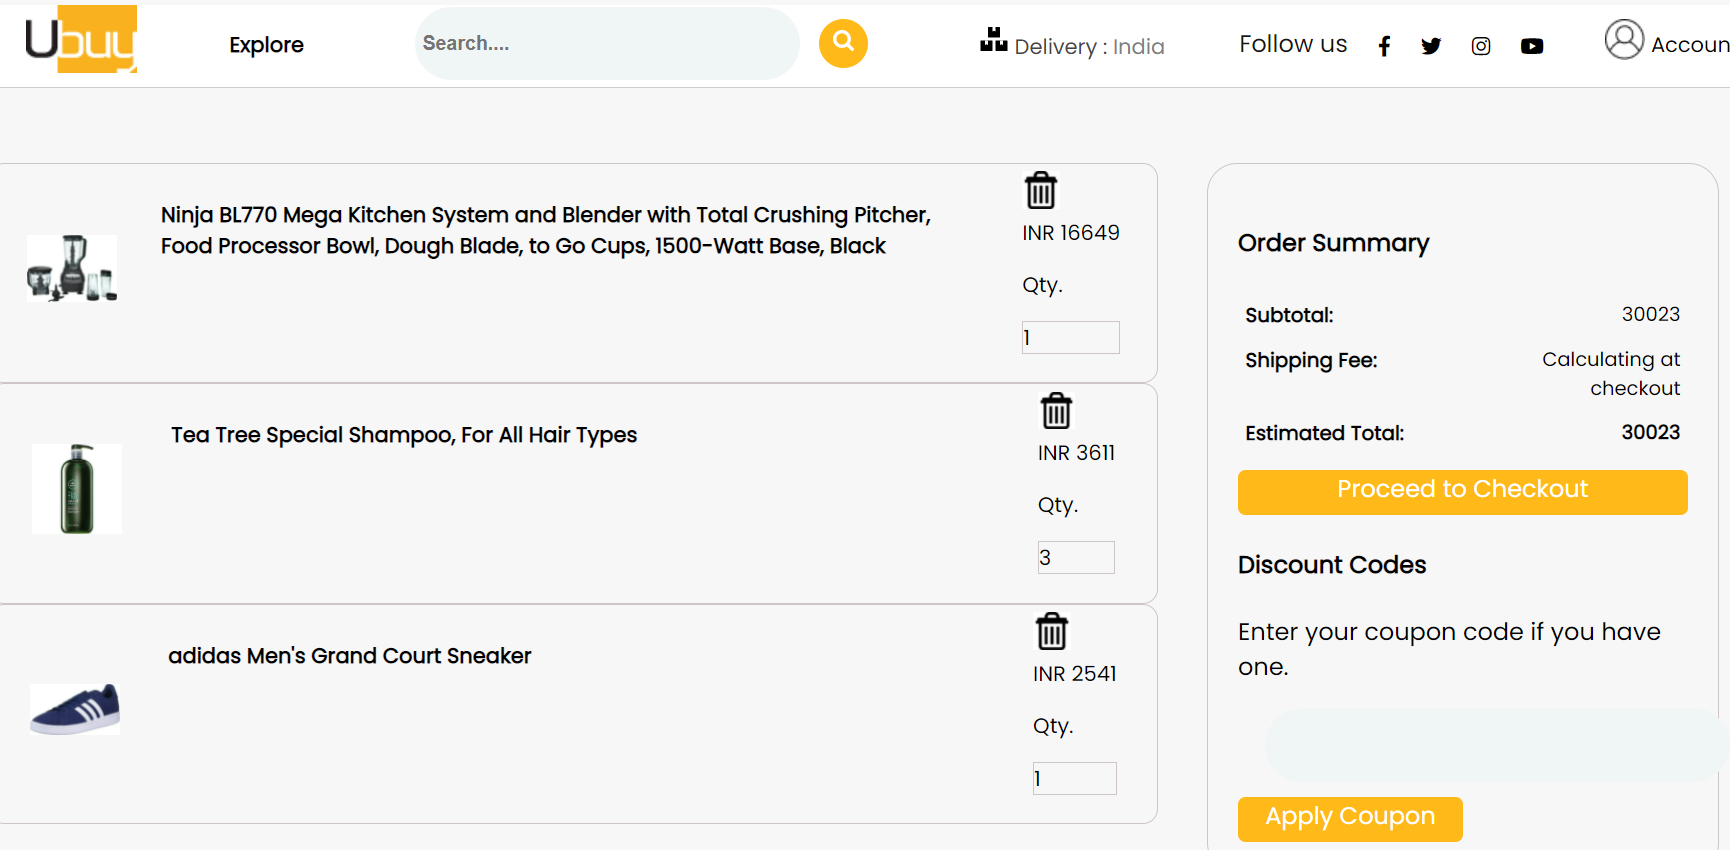 Ubuy
Explore
Search....
Delivery : India
Follow us
Accoun
Ninja BL770 Mega Kitchen System and Blender with Total Crushing Pitcher,
Food Processor Bowl, Dough Blade, to Go Cups, 1500-Watt Base, Black
INR 16649
Qty.
1
Tea Tree Special Shampoo, For All Hair Types
INR 3611
Qty.
3
adidas Men's Grand Court Sneaker
INR 2541
Qty.
1
Order Summary
Subtotal: 30023
Shipping Fee: Calculating at
checkout
Estimated Total: 30023
Proceed to Checkout
Discount Codes
Enter your coupon code if you have
one.
Apply Coupon